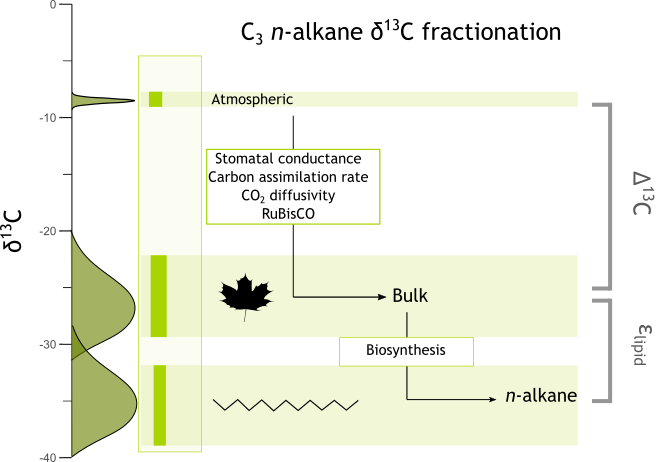 C₃ n-alkane δ¹³C fractionation
0
-10
-20
-30
-40
δ¹³C
Atmospheric
Stomatal conductance
Carbon assimilation rate
CO₂ diffusivity
RuBisCO
Bulk
Biosynthesis
n-alkane
Δ¹³C
εlipid